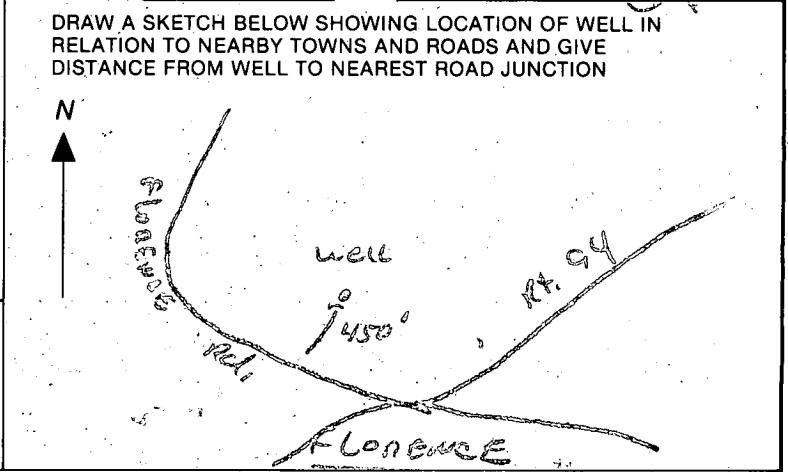 DRAW A SKETCH BELOW SHOWING LOCATION OF WELL IN
RELATION TO NEARBY TOWNS AND ROADS AND GIVE
DISTANCE FROM WELL TO NEAREST ROAD JUNCTION
N
FLORENCE
Rd.
Well
450'
Rt. 94
FLORENCE